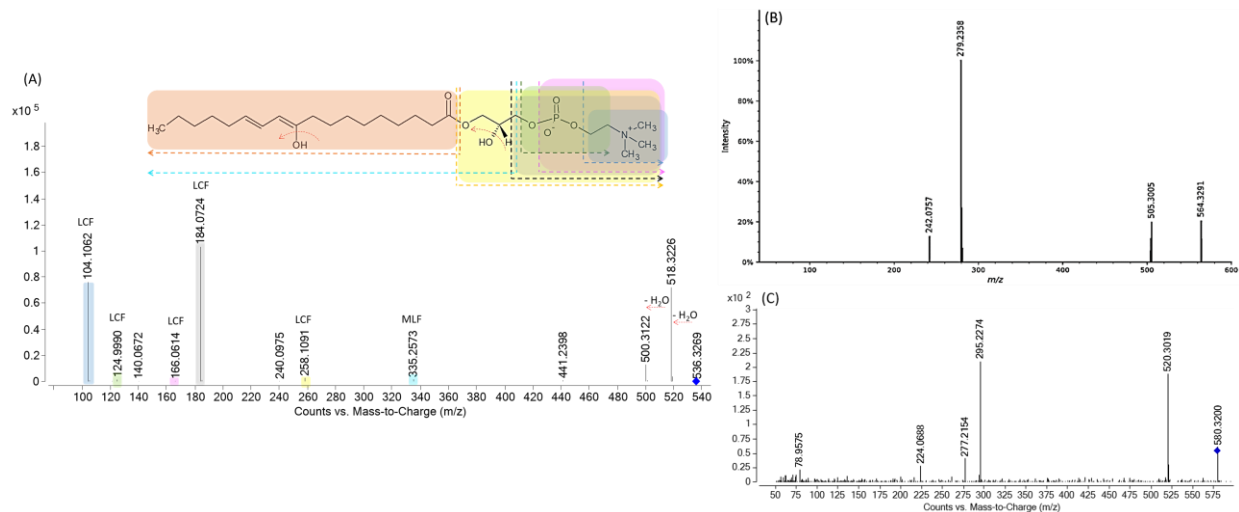 (A)
x10 5
1.8
1.6
1.4
1.2
1
0.8
0.6
0.4
0.2
0
H3C
OH
O
O
HO
H
O
O
P
O-
O
N+
CH3
CH3
CH3
LCF
104.1062
LCF
124.9990
140.0672
LCF
166.0614
LCF
184.0724
240.0975
LCF
258.1091
MLF
335.2573
441.2398
- H2O
500.3122
- H2O
518.3226
536.3269
100 120 140 160 180 200 220 240 260 280 300 320 340 360 380 400 420 440 460 480 500 520 540
Counts vs. Mass-to-Charge (m/z)
(B)
Intensity
100%
80%
60%
40%
20%
0%
242.0757
279.2358
505.3005
564.3291
100 200 300 400 500 600
m/z
(C)
x10 2
3
2.75
2.5
2.25
2
1.75
1.5
1.25
1
0.75
0.5
0.25
0
78.9575
224.0688
277.2154
295.2274
520.3019
580.3200
50 75 100 125 150 175 200 225 250 275 300 325 350 375 400 425 450 475 500 525 550 575
Counts vs. Mass-to-Charge (m/z)